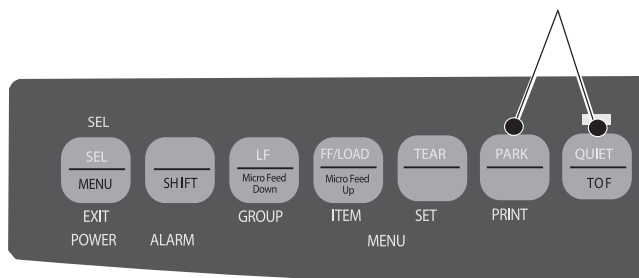 SEL
SEL
MENU
SHIFT
LF
Micro Feed
Down
FF/LOAD
Micro Feed
Up
TEAR
PARK
QUIET
TOF
EXIT
GROUP
ITEM
SET
PRINT
POWER
ALARM
MENU